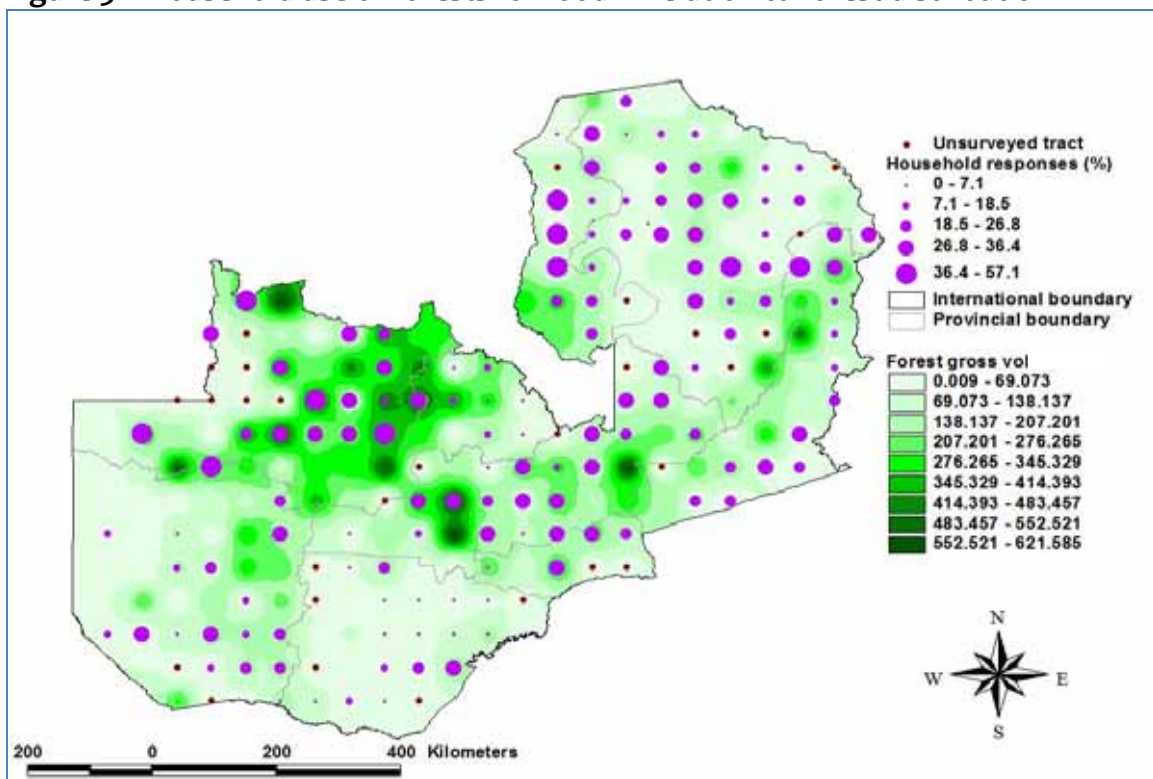 Unsurveyed tract
Household responses (%)
0 - 7.1
7.1 - 18.5
18.5 - 26.8
26.8 - 36.4
36.4 - 57.1
International boundary
Provincial boundary
Forest gross vol
0.009 - 69.073
69.073 - 138.137
138.137 - 207.201
207.201 - 276.265
276.265 - 345.329
345.329 - 414.393
414.393 - 483.457
483.457 - 552.521
552.521 - 621.585
N
W E
S
200 0 200 400 Kilometers